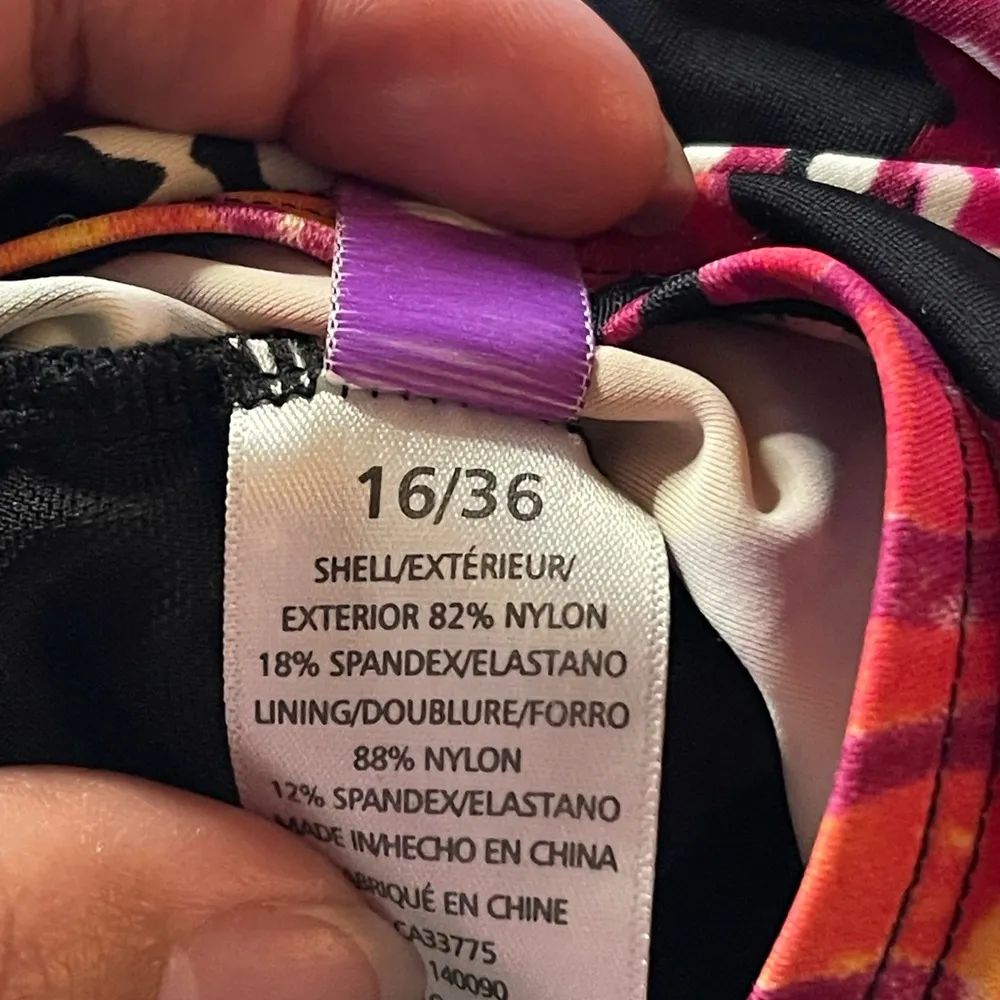 16/36
SHELL/EXTÉRIEUR/
EXTERIOR 82% NYLON
18% SPANDEX/ELASTANO
LINING/DOUBLURE/FORRO
88% NYLON
12% SPANDEX/ELASTANO
MADE IN/HECHO EN CHINA
EN CHINE
CA33775
140090